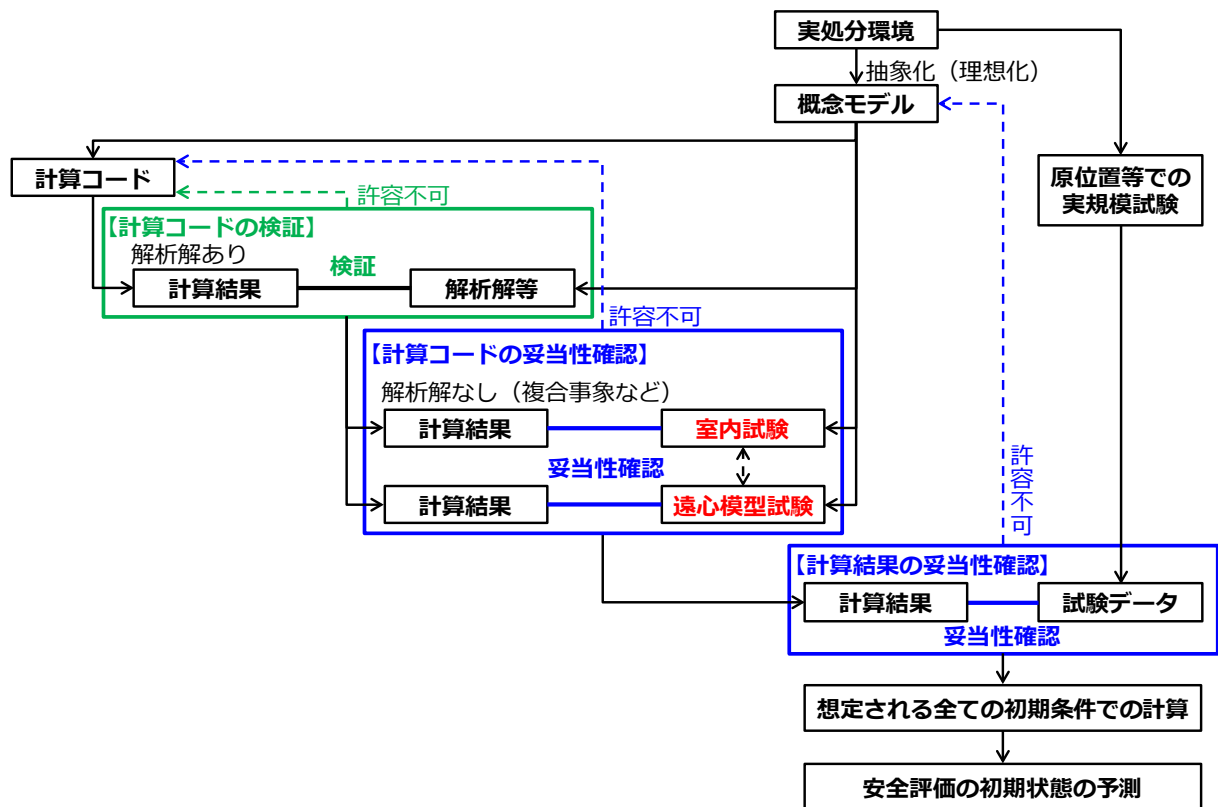 実処分環境
抽象化（理想化）
概念モデル
計算コード
許容不可
原位置等での
実規模試験
【計算コードの検証】
解析解あり
検証
計算結果
解析解等
許容不可
【計算コードの妥当性確認】
解析解なし（複合事象など）
計算結果
室内試験
妥当性確認
計算結果
遠心模型試験
許容不可
【計算結果の妥当性確認】
計算結果
試験データ
妥当性確認
想定される全ての初期条件での計算
安全評価の初期状態の予測